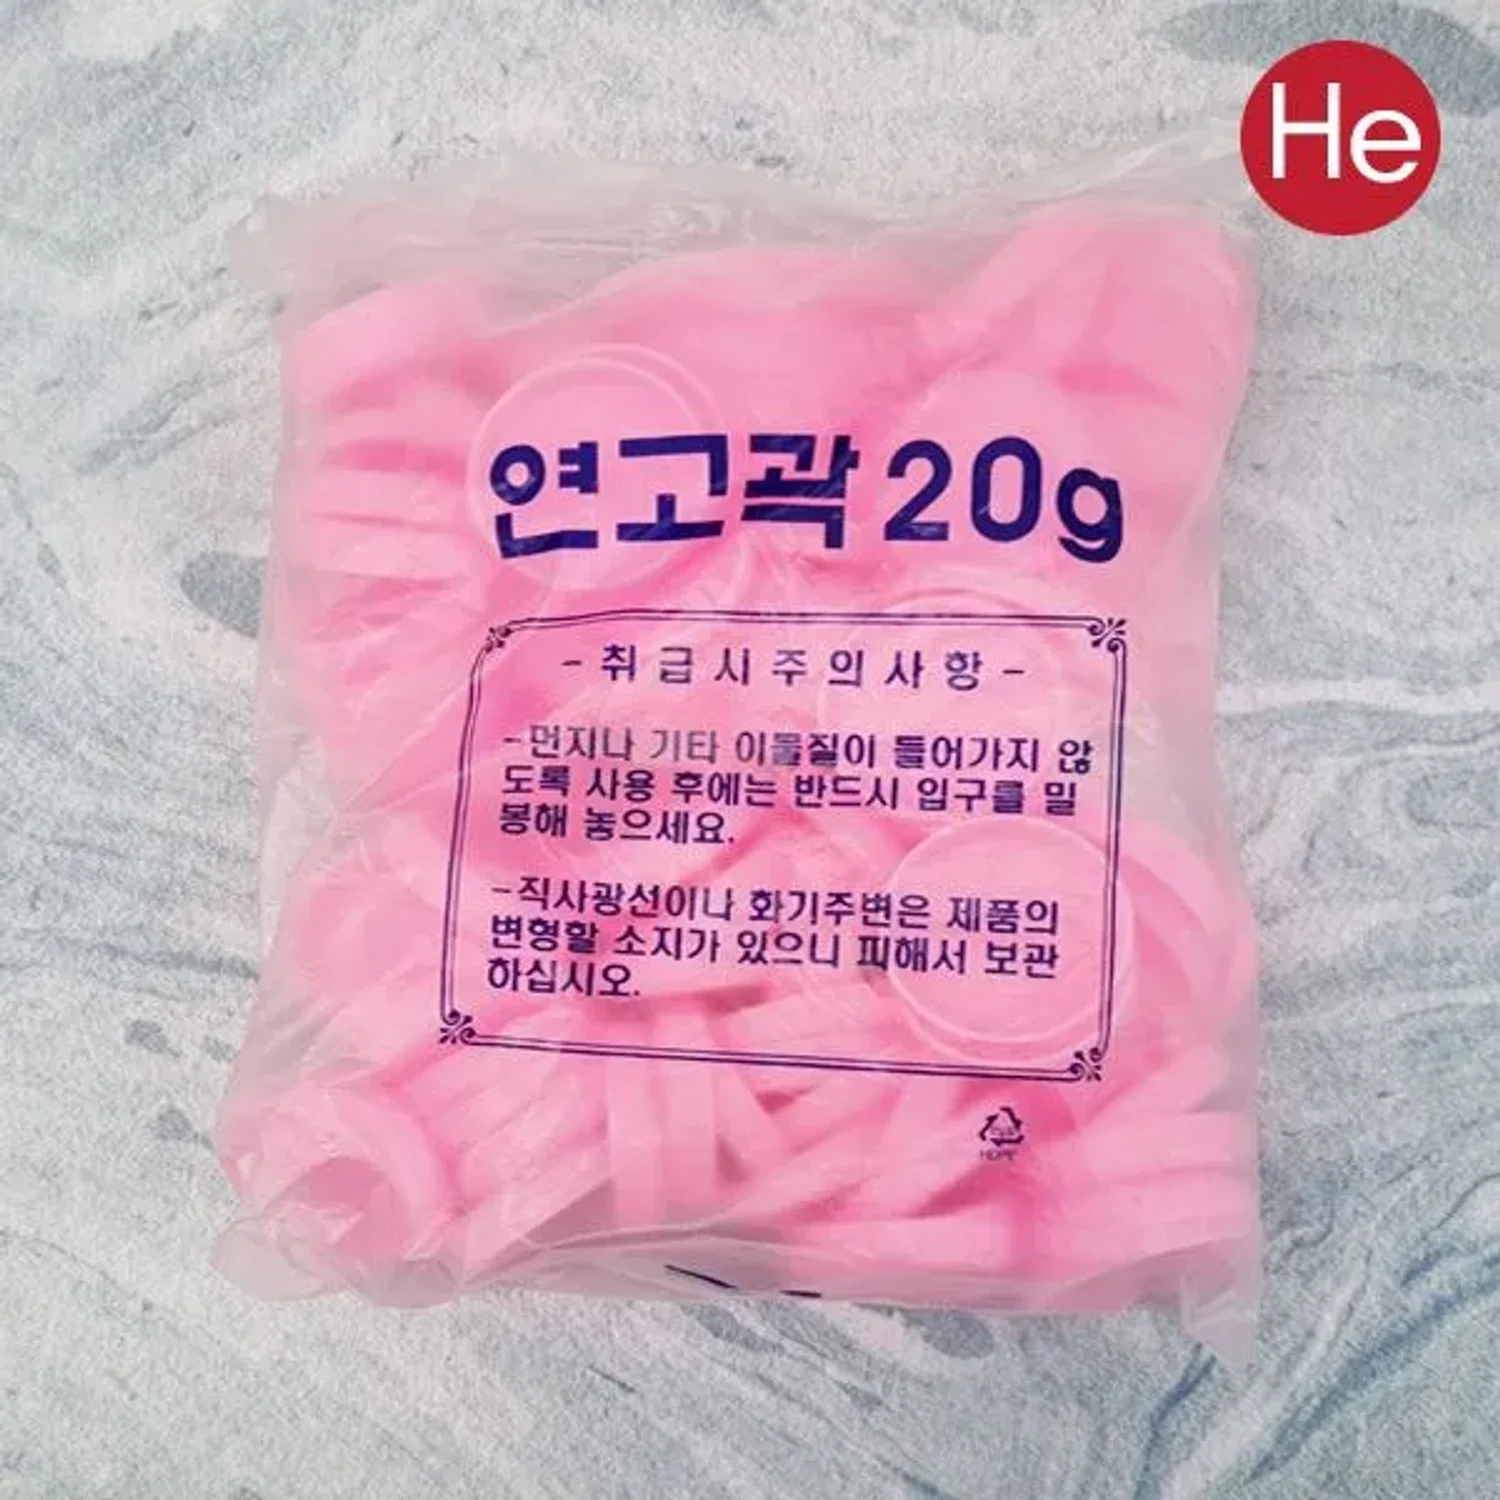 He
연고곽 20g
- 취급시주의사항 -
-먼지나 기타 이물질이 들어가지 않
도록 사용 후에는 반드시 입구를 밀
봉해 놓으세요.
-직사광선이나 화기주변은 제품의
변형할 소지가 있으니 피해서 보관
하십시오.
HDPE